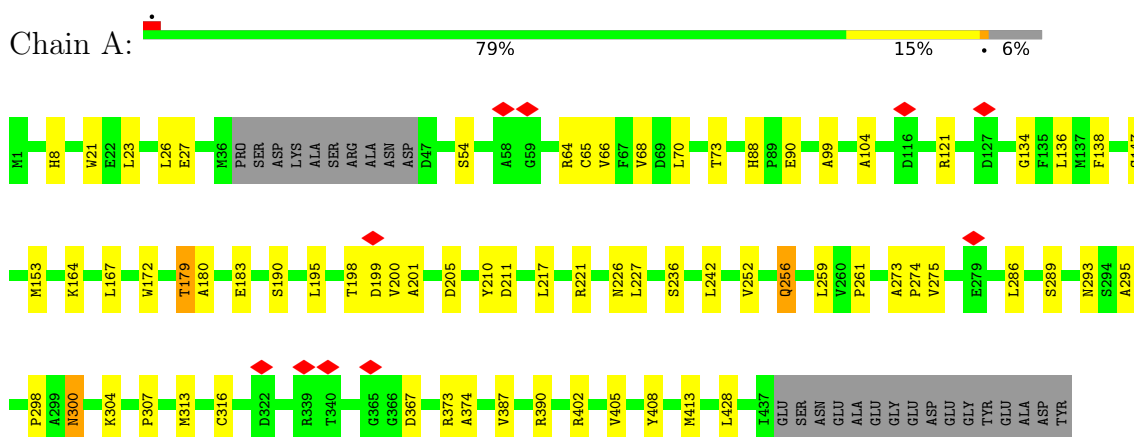 Chain A:
79% 15% • 6%
M1 H8 W21 E22 L23 L26 E27 M36 PRO SER ASP LYS ALA SER ARG ALA ASN ASP D47 S54 A58 G59 R64 C65 V66 F67 V68 D69 L70 T73 H88 P89 E90 A99 A104 D116 R121 D127 G134 F135 L136 M137 F138
M153 K164 L167 W172 T179 A180 E183 S190 L195 T198 D199 V200 A201 D205 Y210 D211 L217 R221 N226 L227 S236 L242 V252 Q256 L259 V260 P261 A273 P274 V275 E279 L286 S289 N293 S294 A295
P298 A299 N300 K304 P307 M313 C316 D322 R339 T340 G365 G366 D367 R373 A374 V387 R390 R402 V405 Y408 M413 L428 I437 GLU SER ASN GLU ALA GLU GLY GLU ASP GLU GLY TYR GLU ALA ASP TYR